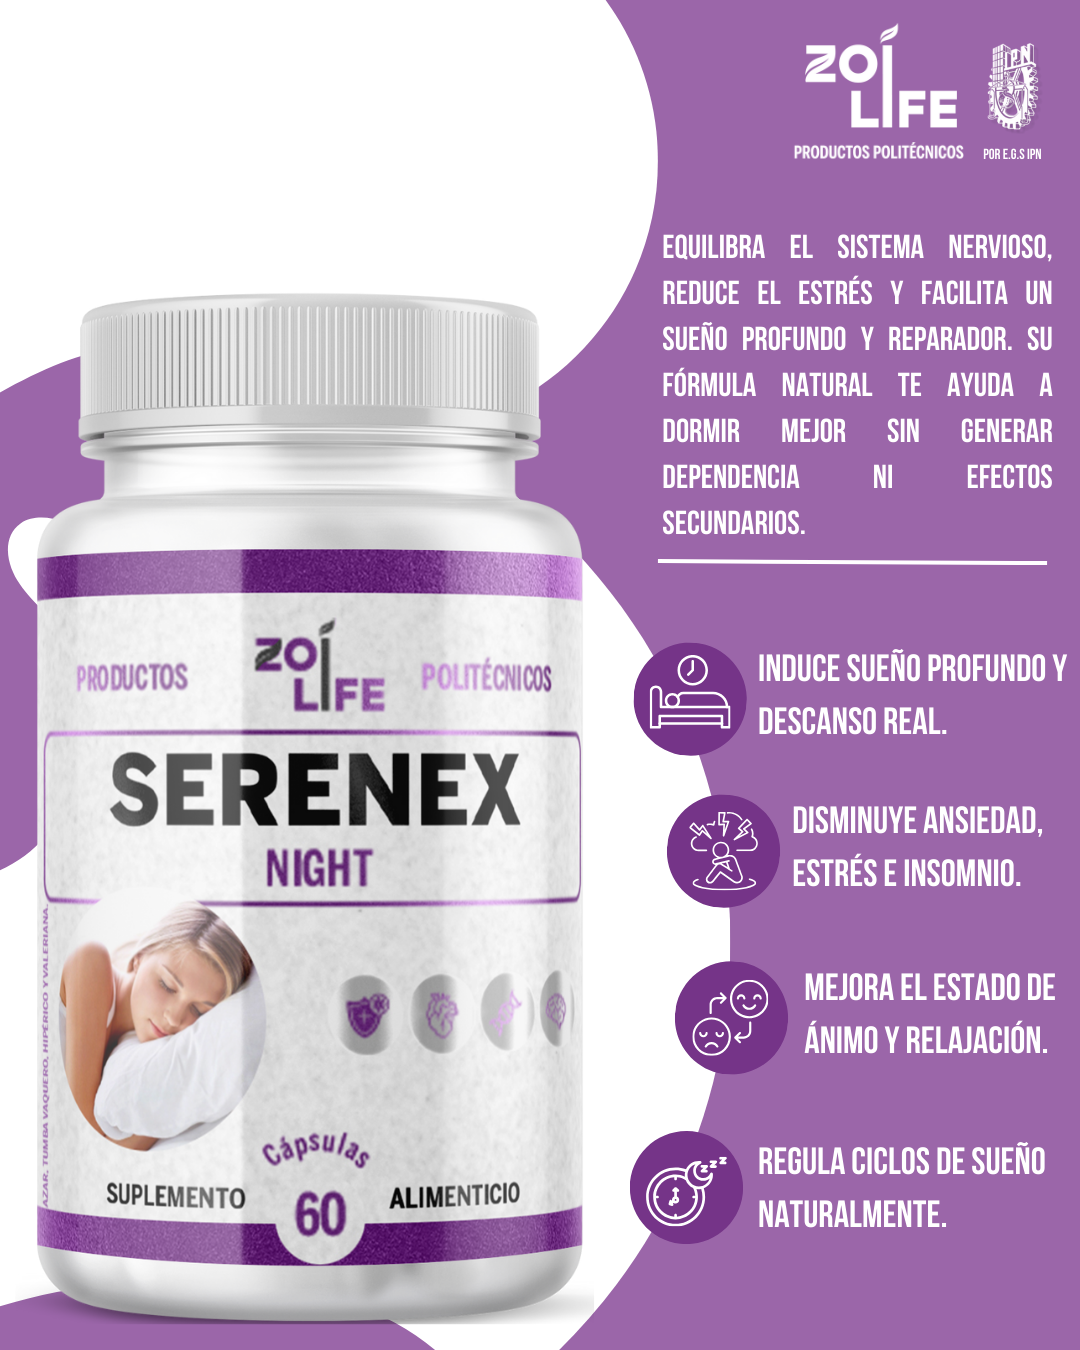 ZOÍ
LIFE
PRODUCTOS POLITÉCNICOS
IPN
POR E.G.S IPN
EQUILIBRA EL SISTEMA NERVIOSO,
REDUCE EL ESTRÉS Y FACILITA UN
SUEÑO PROFUNDO Y REPARADOR. SU
FÓRMULA NATURAL TE AYUDA A
DORMIR MEJOR SIN GENERAR
DEPENDENCIA NI EFECTOS
SECUNDARIOS.
INDUCE SUEÑO PROFUNDO Y
DESCANSO REAL.
DISMINUYE ANSIEDAD,
ESTRÉS E INSOMNIO.
MEJORA EL ESTADO DE
ÁNIMO Y RELAJACIÓN.
REGULA CICLOS DE SUEÑO
NATURALMENTE.
PRODUCTOS
ZOÍ
LIFE
POLITÉCNICOS
SERENEX
NIGHT
AZAR, TUMBA VAQUERO, HIPÉRICO Y VALERIANA.
Cápsulas
60
SUPLEMENTO
ALIMENTICIO